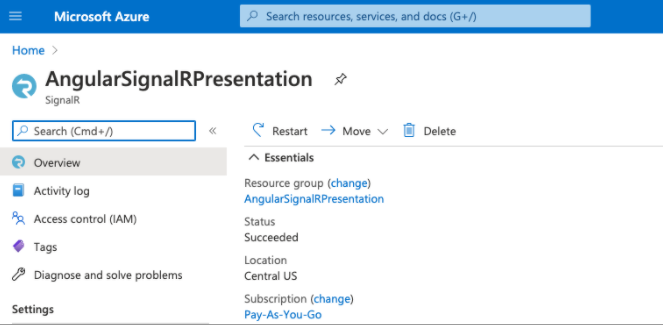 Microsoft Azure
Search resources, services, and docs (G+/)
Home >
AngularSignalRPresentation
SignalR
Search (Cmd+/)
«
Restart
Move
Delete
Overview
Activity log
Access control (IAM)
Tags
Diagnose and solve problems
Settings
Essentials
Resource group (change)
AngularSignalRPresentation
Status
Succeeded
Location
Central US
Subscription (change)
Pay-As-You-Go